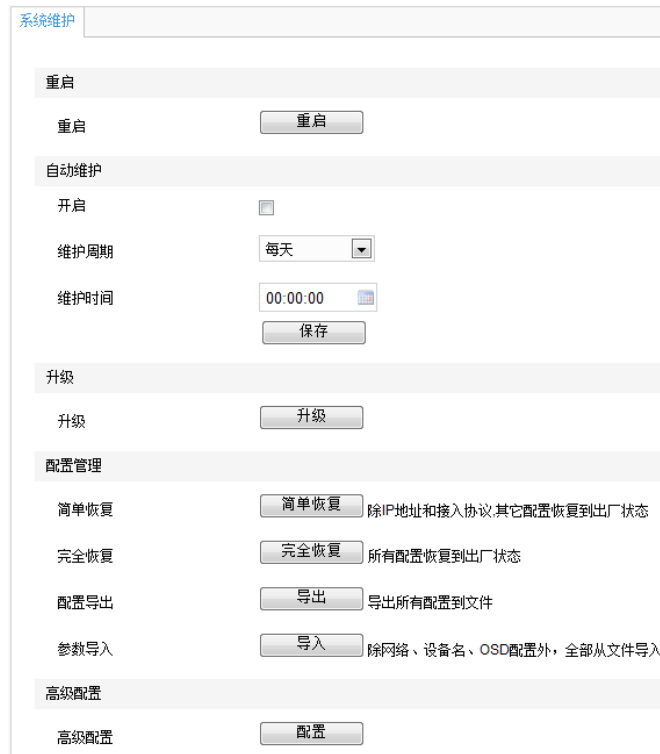 系统维护
重启
重启 重启
自动维护
开启
维护周期 每天
维护时间 00:00:00
保存
升级
升级 升级
配置管理
简单恢复 简单恢复 除IP地址和接入协议,其它配置恢复到出厂状态
完全恢复 完全恢复 所有配置恢复到出厂状态
配置导出 导出 导出所有配置到文件
参数导入 导入 除网络、设备名、OSD配置外，全部从文件导入
高级配置
高级配置 配置